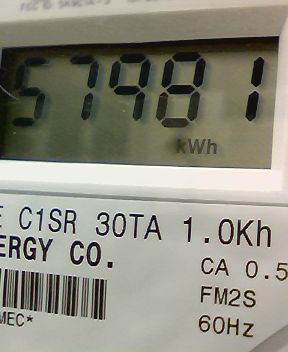 57981
kWh
E C1SR 30TA 1.0Kh
ERGY CO.
CA 0.5
FM2S
60Hz
MEC*